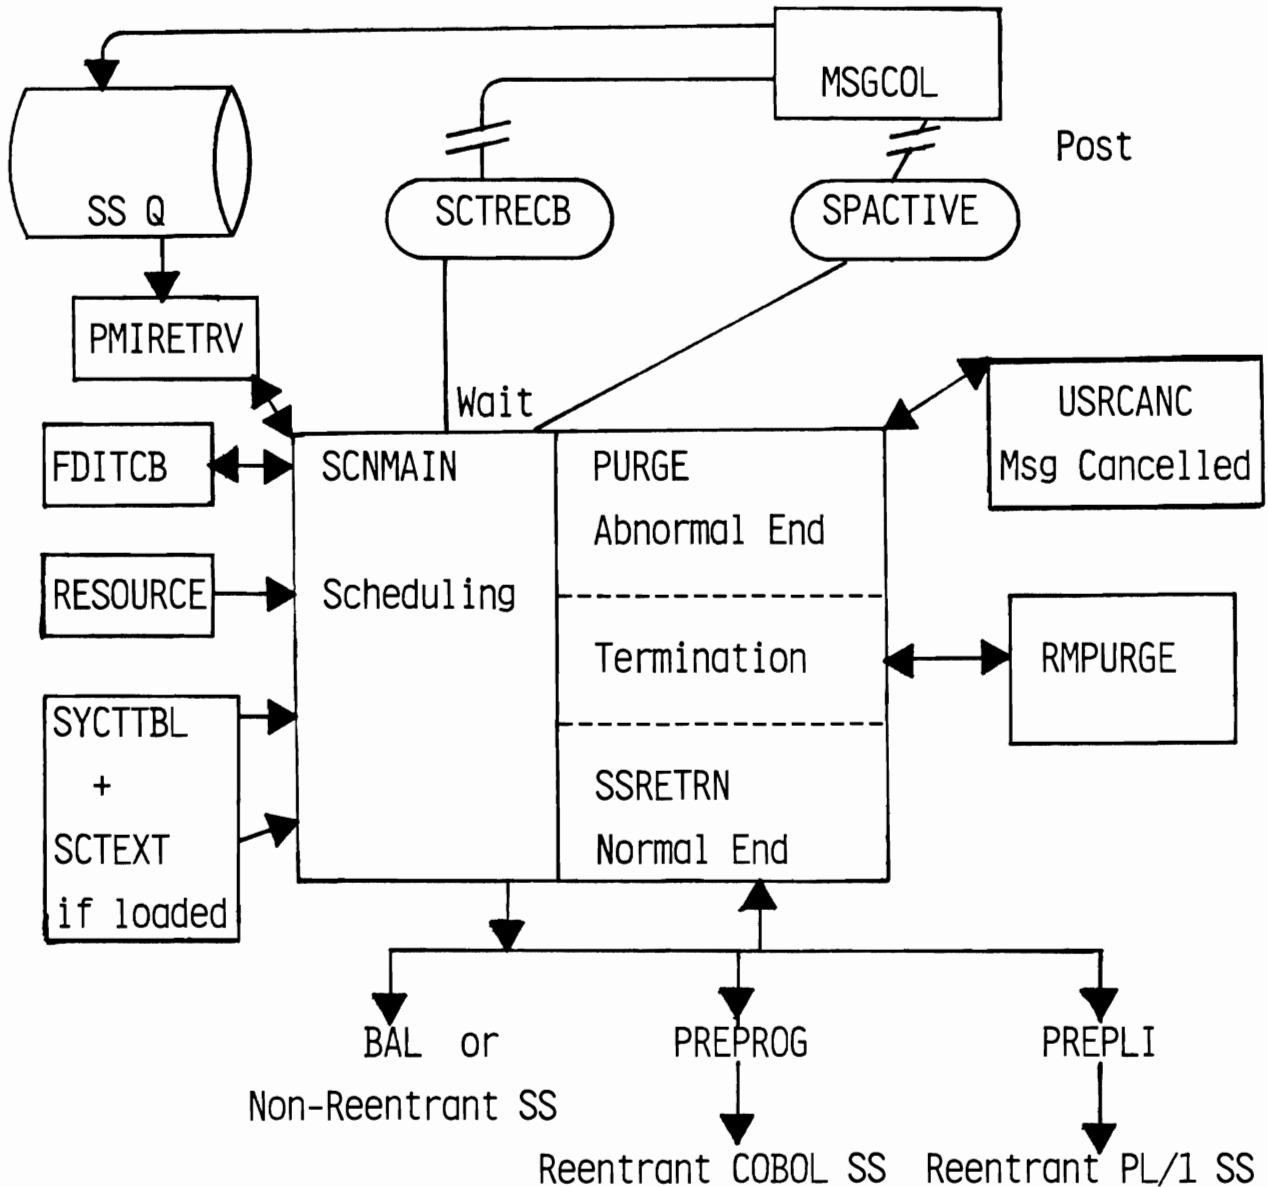 MSGCOL
Post
SS Q
SCTRECB
SPACTIVE
PMIRETRV
Wait
USRCANC
Msg Cancelled
FDITCB
SCNMAIN
Scheduling
PURGE
Abnormal End
RESOURCE
Termination
RMPURGE
SYCTTBL
+
SCTEXT
if loaded
SSRETRN
Normal End
BAL or
Non-Reentrant SS
PREPROG
Reentrant COBOL SS
PREPLI
Reentrant PL/1 SS